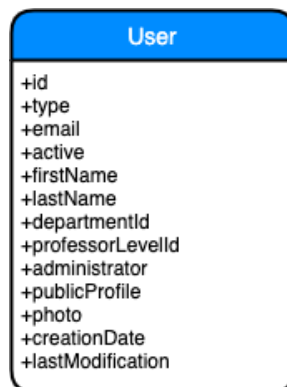 User
+id
+type
+email
+active
+firstName
+lastName
+departmentId
+professorLevelId
+administrator
+publicProfile
+photo
+creationDate
+lastModification